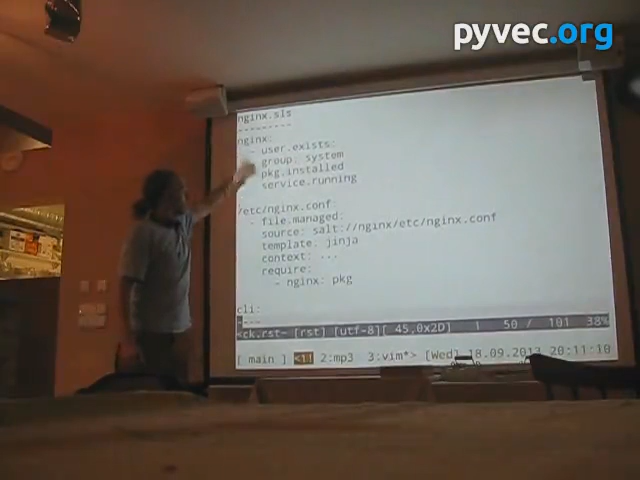 pyvec.org
nginx.sls
---------
nginx:
- user.exists:
group: system
pkg.installed
service.running
/etc/nginx.conf:
- file.managed:
source: salt://nginx/etc/nginx.conf
template: jinja
context: ...
require:
- nginx: pkg
cli:
<ck.rst- [rst] [utf-8][ 45,0x2D] | 50 / 101 38%
[ main ] 2:mp3 3:vim*> [Wed] 18.09.2013 20:11:10